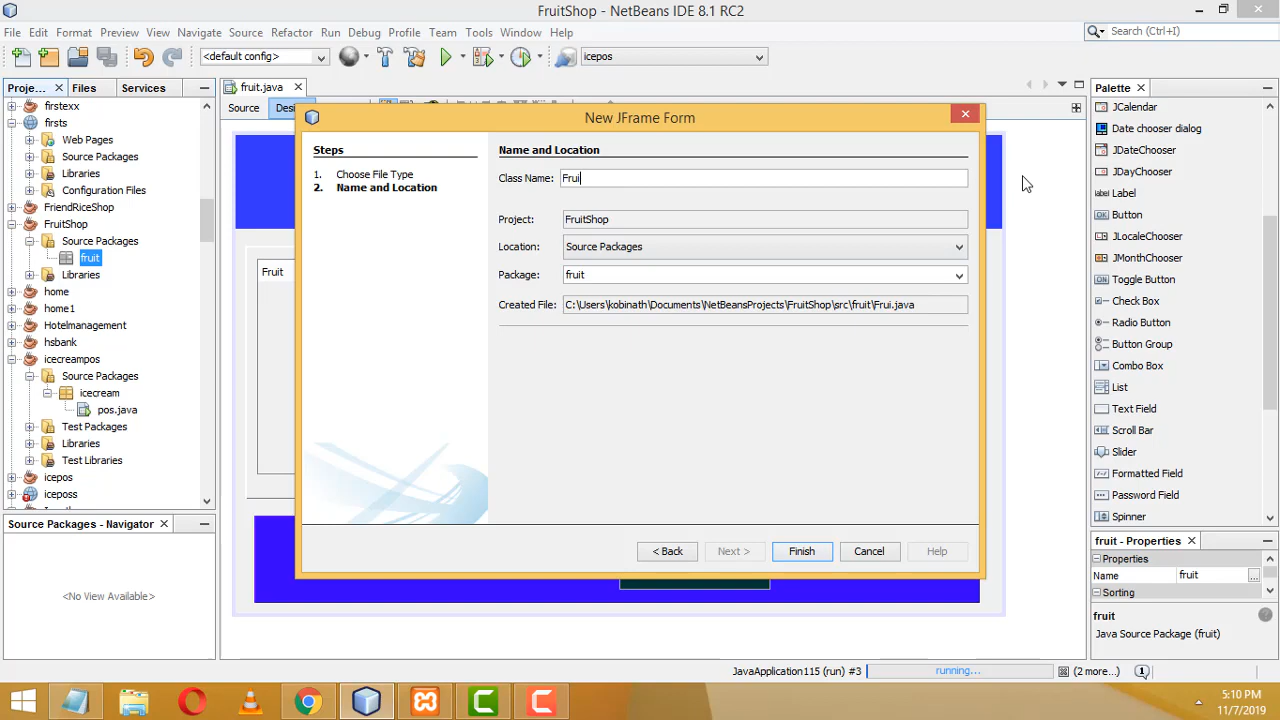 FruitShop - NetBeans IDE 8.1 RC2
File Edit Format Preview View Navigate Source Refactor Run Debug Profile Team Tools Window Help
Search (Ctrl+I)
<default config>
icepos
Proje... Files Services
fruit.java
Palette
Source Desi
firstexx
firsts
Web Pages
Source Packages
Libraries
Configuration Files
FriendRiceShop
FruitShop
Source Packages
fruit
Libraries
home
home1
Hotelmanagement
hsbank
icecreampos
Source Packages
icecream
pos.java
Test Packages
Libraries
Test Libraries
icepos
iceposs
Source Packages - Navigator
<No View Available>
Fruit
New JFrame Form
Steps
1. Choose File Type
2. Name and Location
Name and Location
Class Name: Frui
Project: FruitShop
Location: Source Packages
Package: fruit
Created File: C:\Users\kobinath\Documents\NetBeansProjects\FruitShop\src\fruit\Frui.java
< Back Next > Finish Cancel Help
JCalendar
Date chooser dialog
JDateChooser
JDayChooser
Label
Button
JLocaleChooser
JMonthChooser
Toggle Button
Check Box
Radio Button
Button Group
Combo Box
List
Text Field
Scroll Bar
Slider
Formatted Field
Password Field
Spinner
fruit - Properties
Properties
Name fruit ...
Sorting
fruit
Java Source Package (fruit)
JavaApplication115 (run) #3 running... (2 more...) 1
5:10 PM
11/7/2019